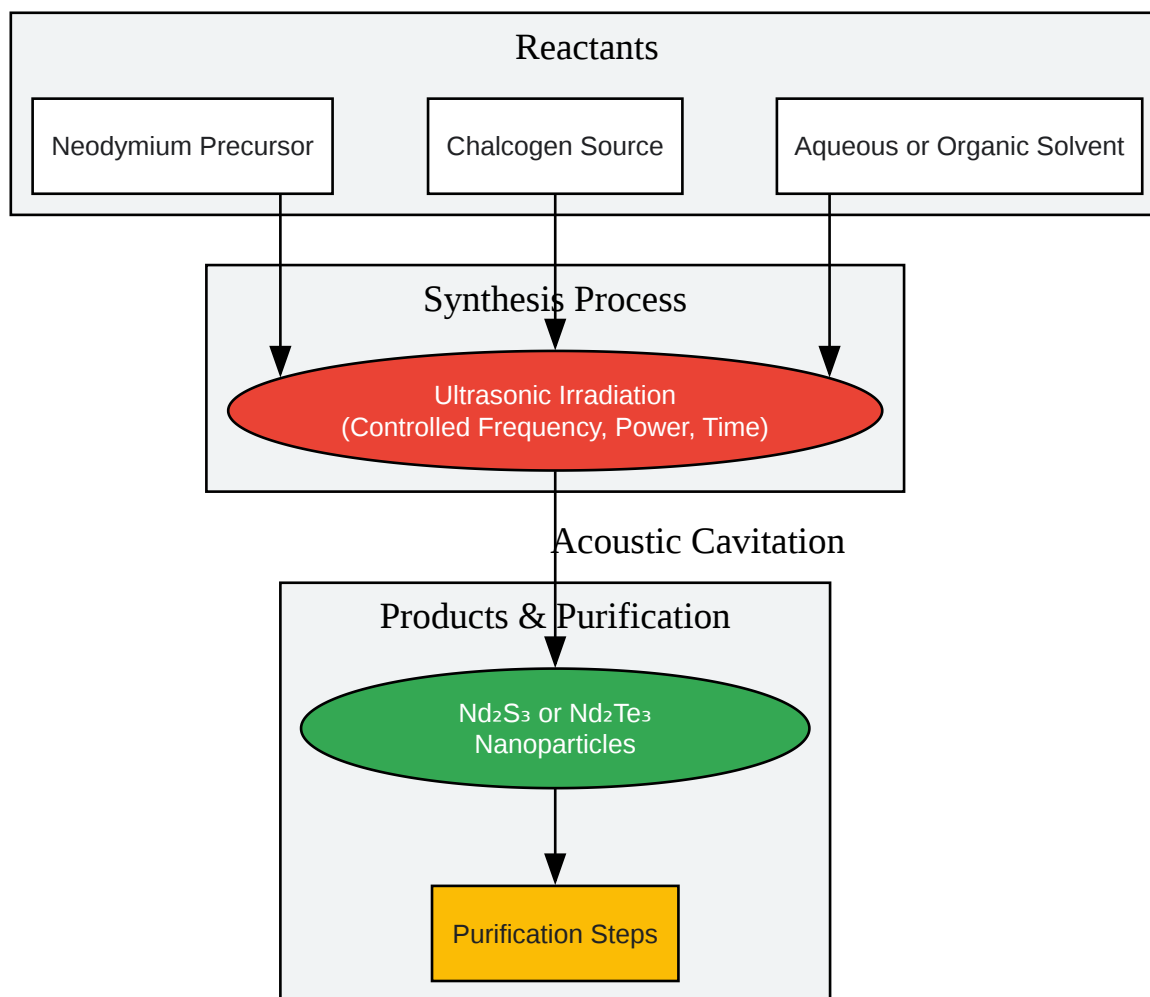 Reactants
Neodymium Precursor
Chalcogen Source
Aqueous or Organic Solvent
Synthesis Process
Ultrasonic Irradiation
(Controlled Frequency, Power, Time)
Acoustic Cavitation
Products & Purification
Nd₂S₃ or Nd₂Te₃
Nanoparticles
Purification Steps